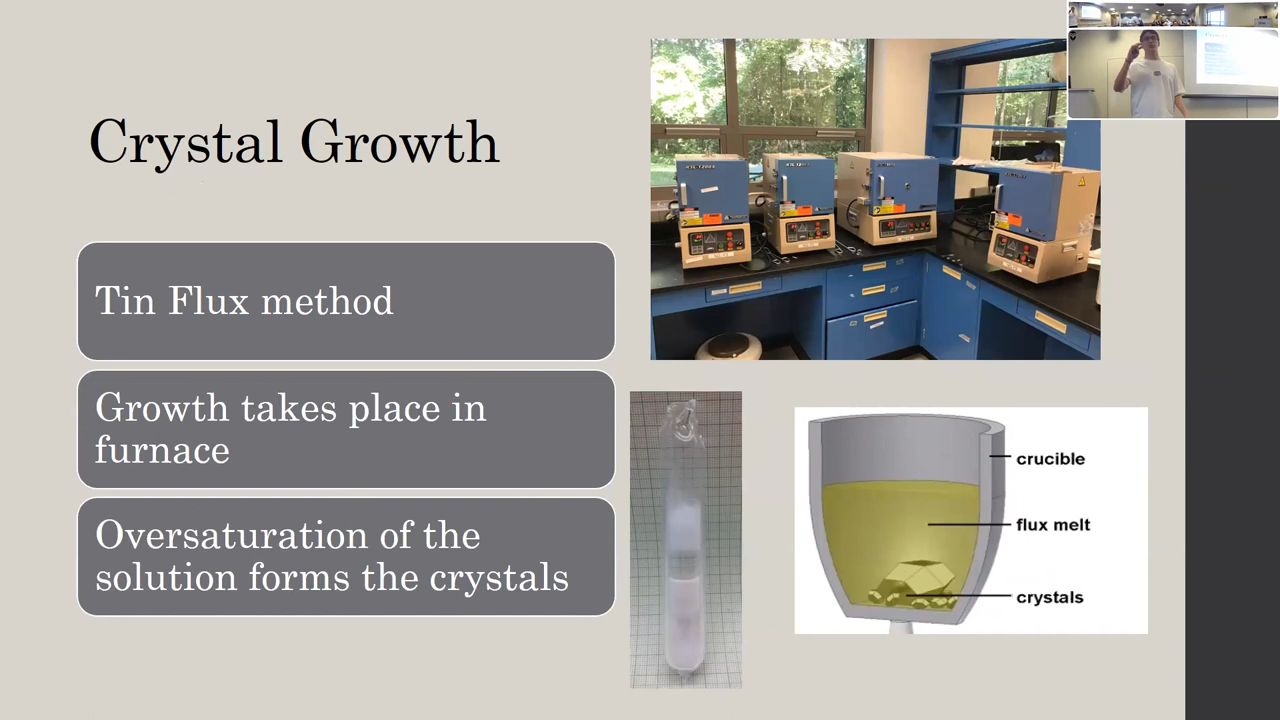 Crystal Growth
Tin Flux method
Growth takes place in
furnace
Oversaturation of the
solution forms the crystals
crucible
flux melt
crystals